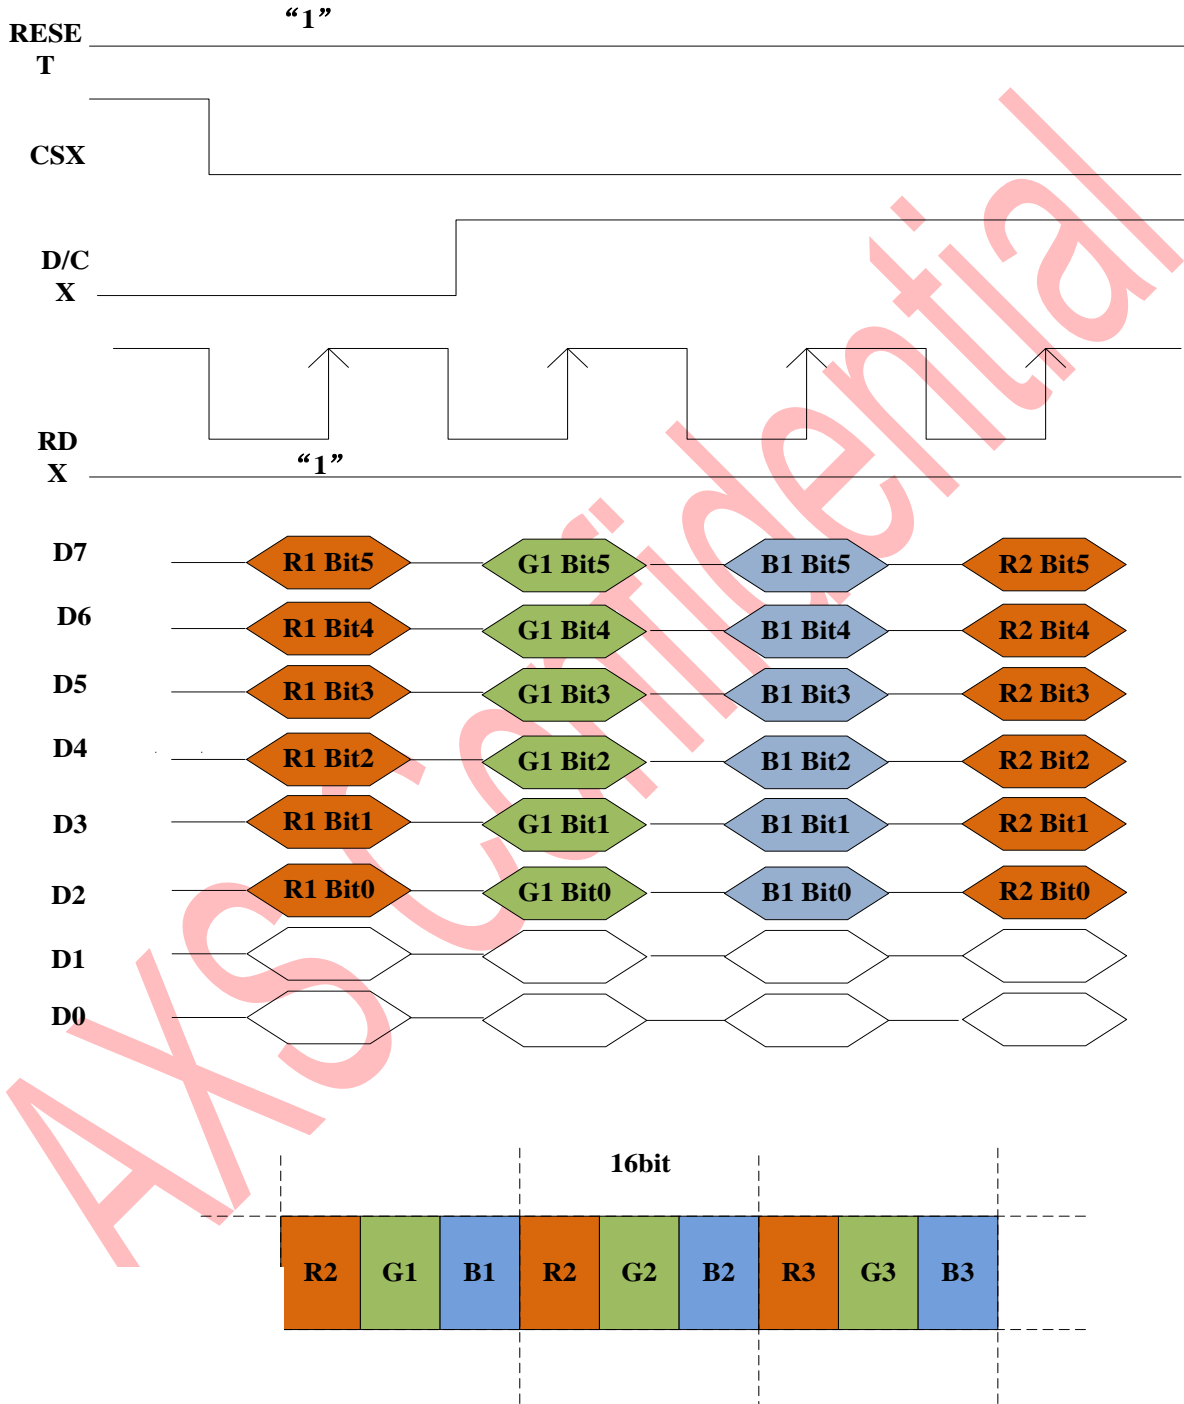 “1”
RESE
T
CSX
D/C
X
RD
X
“1”
D7 R1 Bit5 G1 Bit5 B1 Bit5 R2 Bit5
D6 R1 Bit4 G1 Bit4 B1 Bit4 R2 Bit4
D5 R1 Bit3 G1 Bit3 B1 Bit3 R2 Bit3
D4 R1 Bit2 G1 Bit2 B1 Bit2 R2 Bit2
D3 R1 Bit1 G1 Bit1 B1 Bit1 R2 Bit1
D2 R1 Bit0 G1 Bit0 B1 Bit0 R2 Bit0
D1
D0
16bit
R2 G1 B1 R2 G2 B2 R3 G3 B3
AXS Confidential